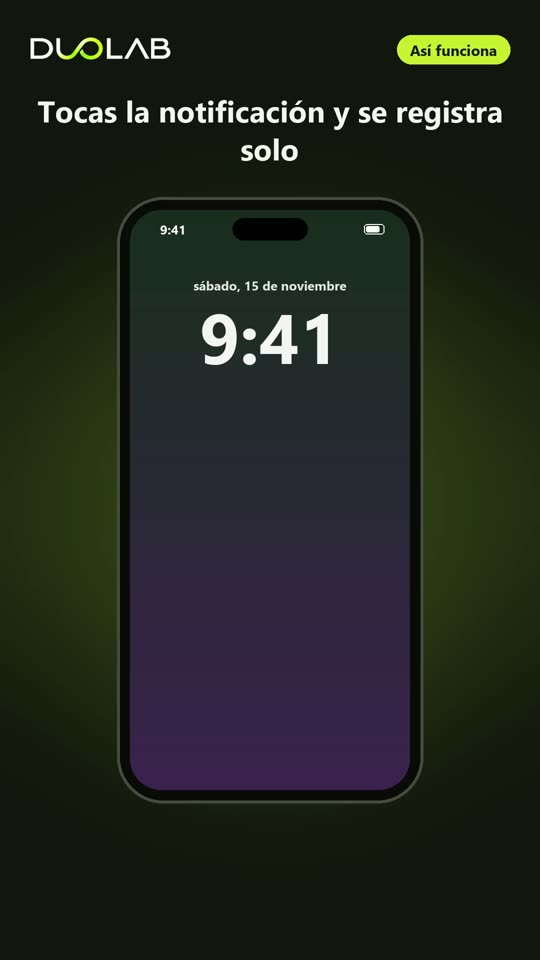 DUOLAB
Así funciona
Tocas la notificación y se registra
solo
9:41
sábado, 15 de noviembre
9:41